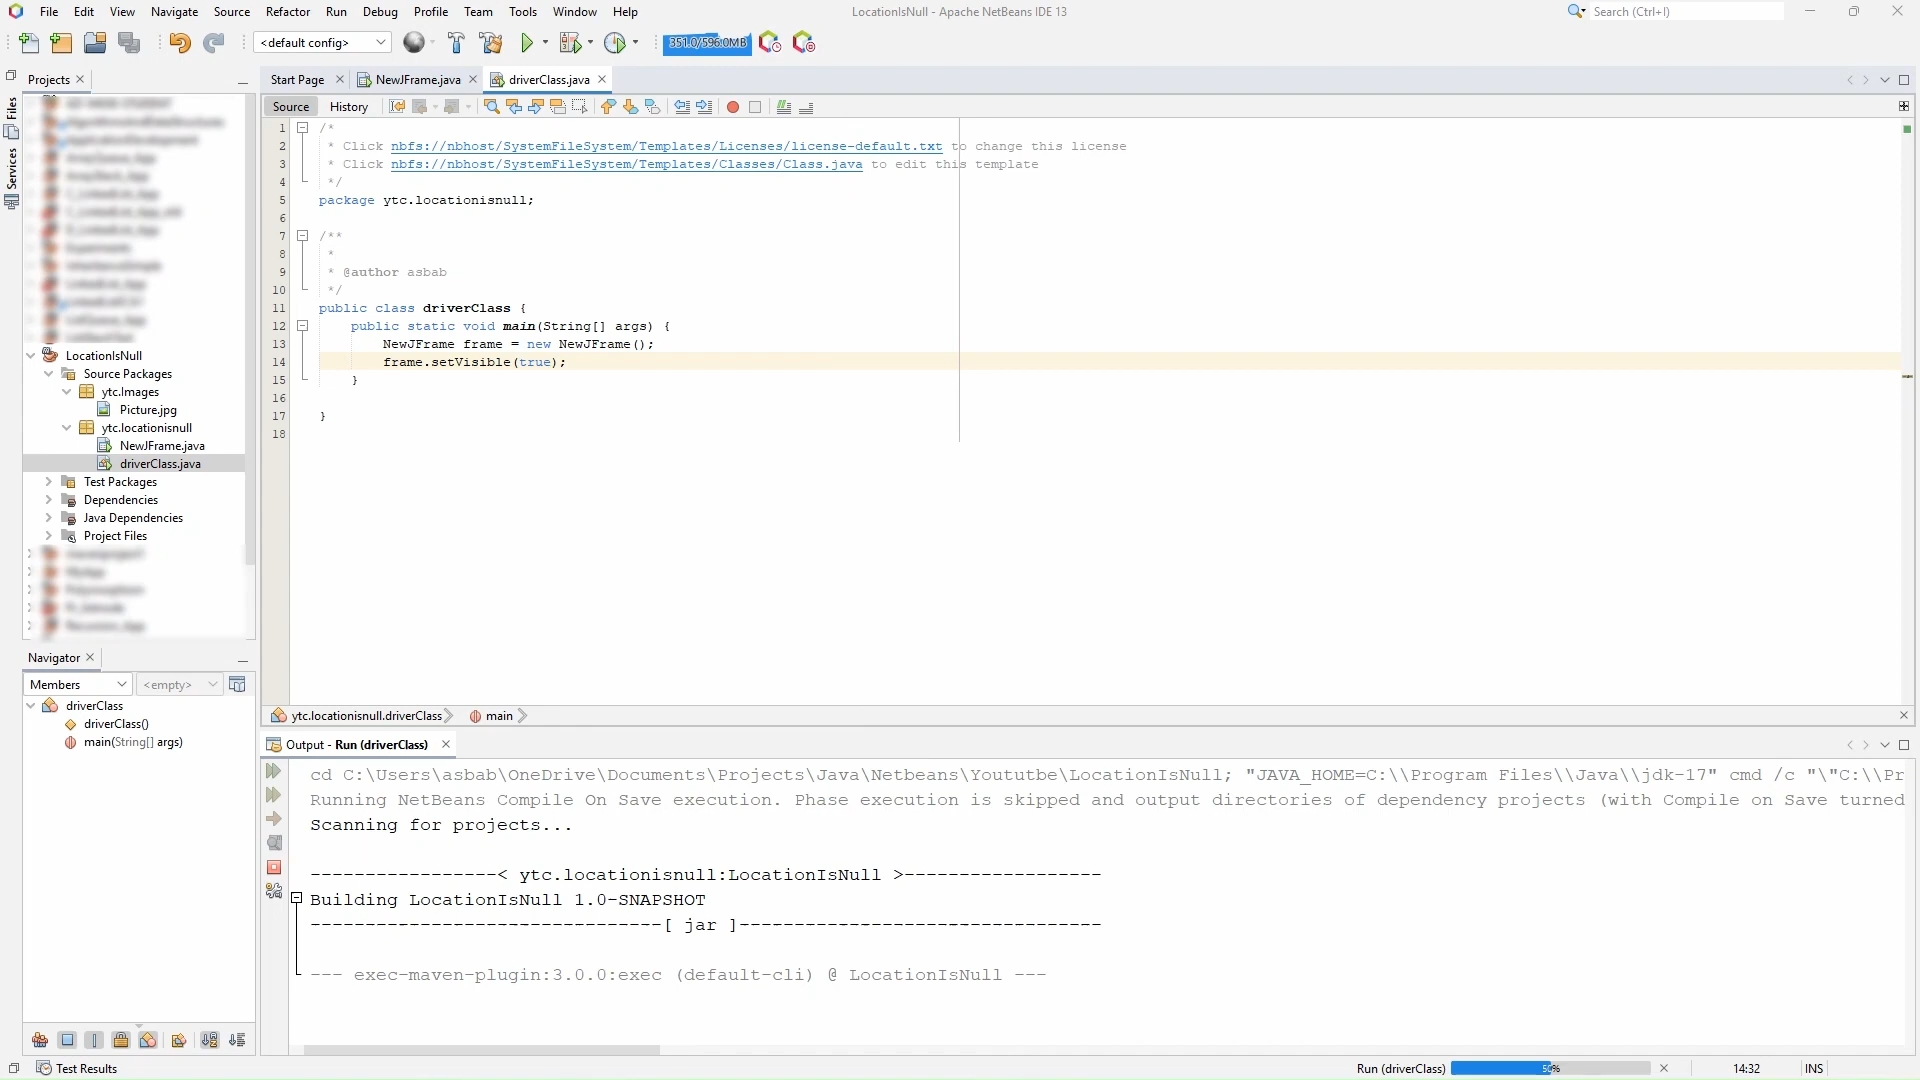 File Edit View Navigate Source Refactor Run Debug Profile Team Tools Window Help
LocationIsNull - Apache NetBeans IDE 13
Search (Ctrl+I)
<default config>
351.0/596.0MB
Projects
Start Page
NewJFrame.java
driverClass.java
Files
Services
Source
History
1 /*
2 * Click nbfs://nbhost/SystemFileSystem/Templates/Licenses/license-default.txt to change this license
3 * Click nbfs://nbhost/SystemFileSystem/Templates/Classes/Class.java to edit this template
4 */
5 package ytc.locationisnull;
6
7 /**
8 *
9 * @author asbab
10 */
11 public class driverClass {
12 public static void main(String[] args) {
13 NewJFrame frame = new NewJFrame();
14 frame.setVisible(true);
15 }
16
17 }
18
LocationIsNull
Source Packages
ytc.Images
Picture.jpg
ytc.locationisnull
NewJFrame.java
driverClass.java
Test Packages
Dependencies
Java Dependencies
Project Files
Navigator
Members
<empty>
driverClass
driverClass()
main(String[] args)
ytc.locationisnull.driverClass
main
Output - Run (driverClass)
cd C:\Users\asbab\OneDrive\Documents\Projects\Java\Netbeans\Yoututbe\LocationIsNull; "JAVA_HOME=C:\\Program Files\\Java\\jdk-17" cmd /c "\"C:\\Pr
Running NetBeans Compile On Save execution. Phase execution is skipped and output directories of dependency projects (with Compile on Save turned
Scanning for projects...
-----------------< ytc.locationisnull:LocationIsNull >------------------
Building LocationIsNull 1.0-SNAPSHOT
--------------------------------[ jar ]---------------------------------
--- exec-maven-plugin:3.0.0:exec (default-cli) @ LocationIsNull ---
Test Results
Run (driverClass)
50%
14:32
INS